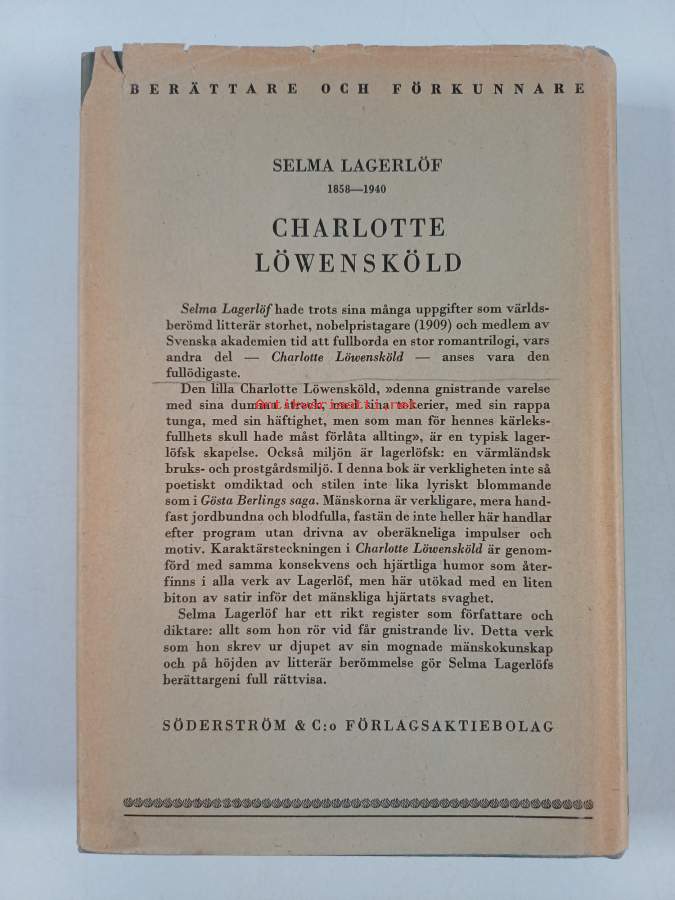 BERÄTTARE OCH FÖRKUNNARE
SELMA LAGERLÖF
1858—1940
CHARLOTTE
LÖWENSKÖLD
Selma Lagerlöf hade trots sina många uppgifter som världs-
berömd litterär storhet, nobelpristagare (1909) och medlem av
Svenska akademien tid att fullborda en stor romantrilogi, vars
andra del — Charlotte Löwensköld — anses vara den
fullödigaste.
Den lilla Charlotte Löwensköld, »denna gnistrande varelse
med sina dumma streck, med sina tokerier, med sin rappa
tunga, med sin häftighet, men som man för hennes kärleks-
fullhets skull hade måst förlåta allting», är en typisk lager-
löfsk skapelse. Också miljön är lagerlöfsk: en värmländsk
bruks- och prostgårdsmiljö. I denna bok är verkligheten inte så
poetiskt omdiktad och stilen inte lika lyriskt blommande
som i Gösta Berlings saga. Mänskorna är verkligare, mera hand-
fast jordbundna och blodfulla, fastän de inte heller här handlar
efter program utan drivna av oberäkneliga impulser och
motiv. Karaktärsteckningen i Charlotte Löwensköld är genom-
förd med samma konsekvens och hjärtliga humor som åter-
finns i alla verk av Lagerlöf, men här utökad med en liten
biton av satir inför det mänskliga hjärtats svaghet.
Selma Lagerlöf har ett rikt register som författare och
diktare: allt som hon rör vid får gnistrande liv. Detta verk
som hon skrev ur djupet av sin mognade mänskokunskap
och på höjden av litterär berömmelse gör Selma Lagerlöfs
berättargeni full rättvisa.
SÖDERSTRÖM & C:o FÖRLAGSAKTIEBOLAG